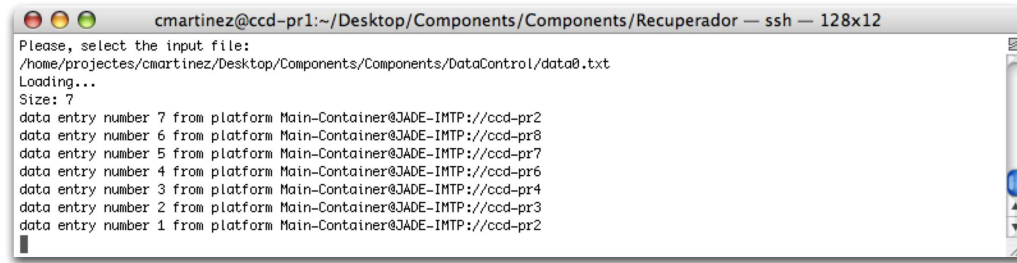 cmartinez@ccd-pr1:~/Desktop/Components/Components/Recuperador — ssh — 128x12
Please, select the input file:
/home/projectes/cmartinez/Desktop/Components/Components/DataControl/data0.txt
Loading...
Size: 7
data entry number 7 from platform Main-Container@JADE-IMTP://ccd-pr2
data entry number 6 from platform Main-Container@JADE-IMTP://ccd-pr8
data entry number 5 from platform Main-Container@JADE-IMTP://ccd-pr7
data entry number 4 from platform Main-Container@JADE-IMTP://ccd-pr6
data entry number 3 from platform Main-Container@JADE-IMTP://ccd-pr4
data entry number 2 from platform Main-Container@JADE-IMTP://ccd-pr3
data entry number 1 from platform Main-Container@JADE-IMTP://ccd-pr2